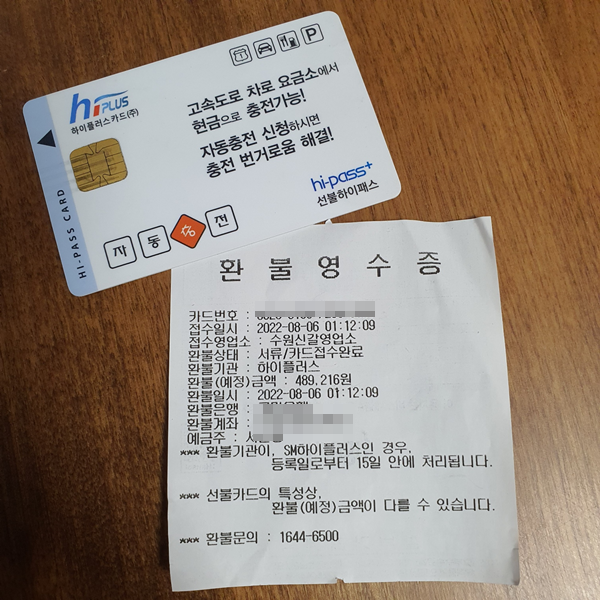 P
hi PLUS
하이플러스카드(주)
고속도로 차로 요금소에서
현금으로 충전가능!
자동충전 신청하시면
충전 번거로움 해결!
hi-pass+
선불하이패스
HI-PASS CARD
자동충전
환불영수증
카드번호 :
접수일시 : 2022-08-06 01:12:09
접수영업소 : 수원신갈영업소
환불상태 : 서류/카드접수완료
환불기관 : 하이플러스
환불(예정)금액 : 489,216원
환불일시 : 2022-08-06 01:12:09
환불은행 :
환불계좌 :
예금주 :
*** 환불기관이, SM하이플러스인 경우,
등록일로부터 15일 안에 처리됩니다.
*** 선불카드의 특성상,
환불(예정)금액이 다를 수 있습니다.
*** 환불문의 : 1644-6500